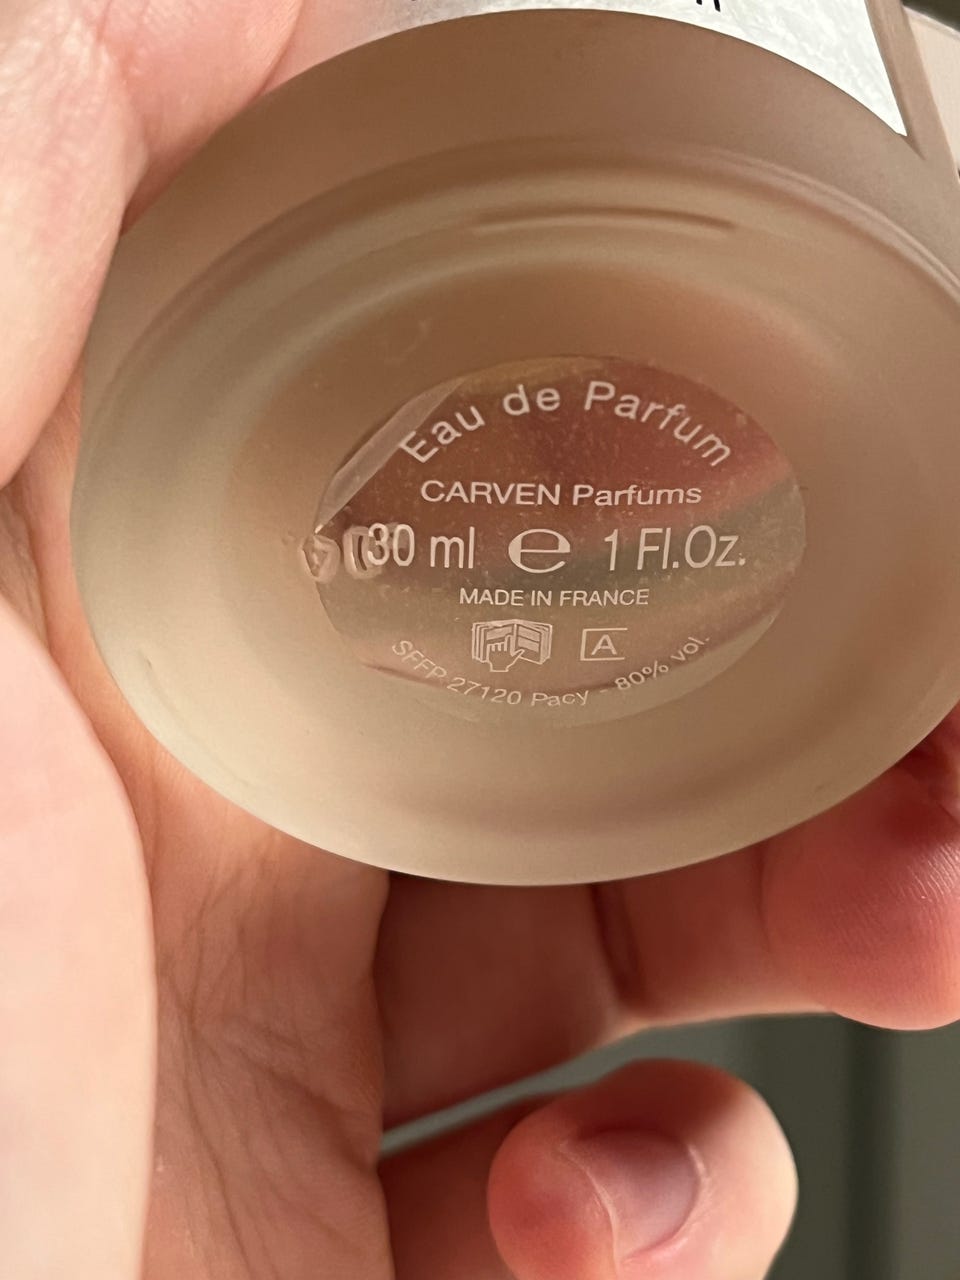 Eau de Parfum
CARVEN Parfums
30 ml e 1 Fl.Oz.
MADE IN FRANCE
A
SFFP 27120 Pacy - 80% vol.